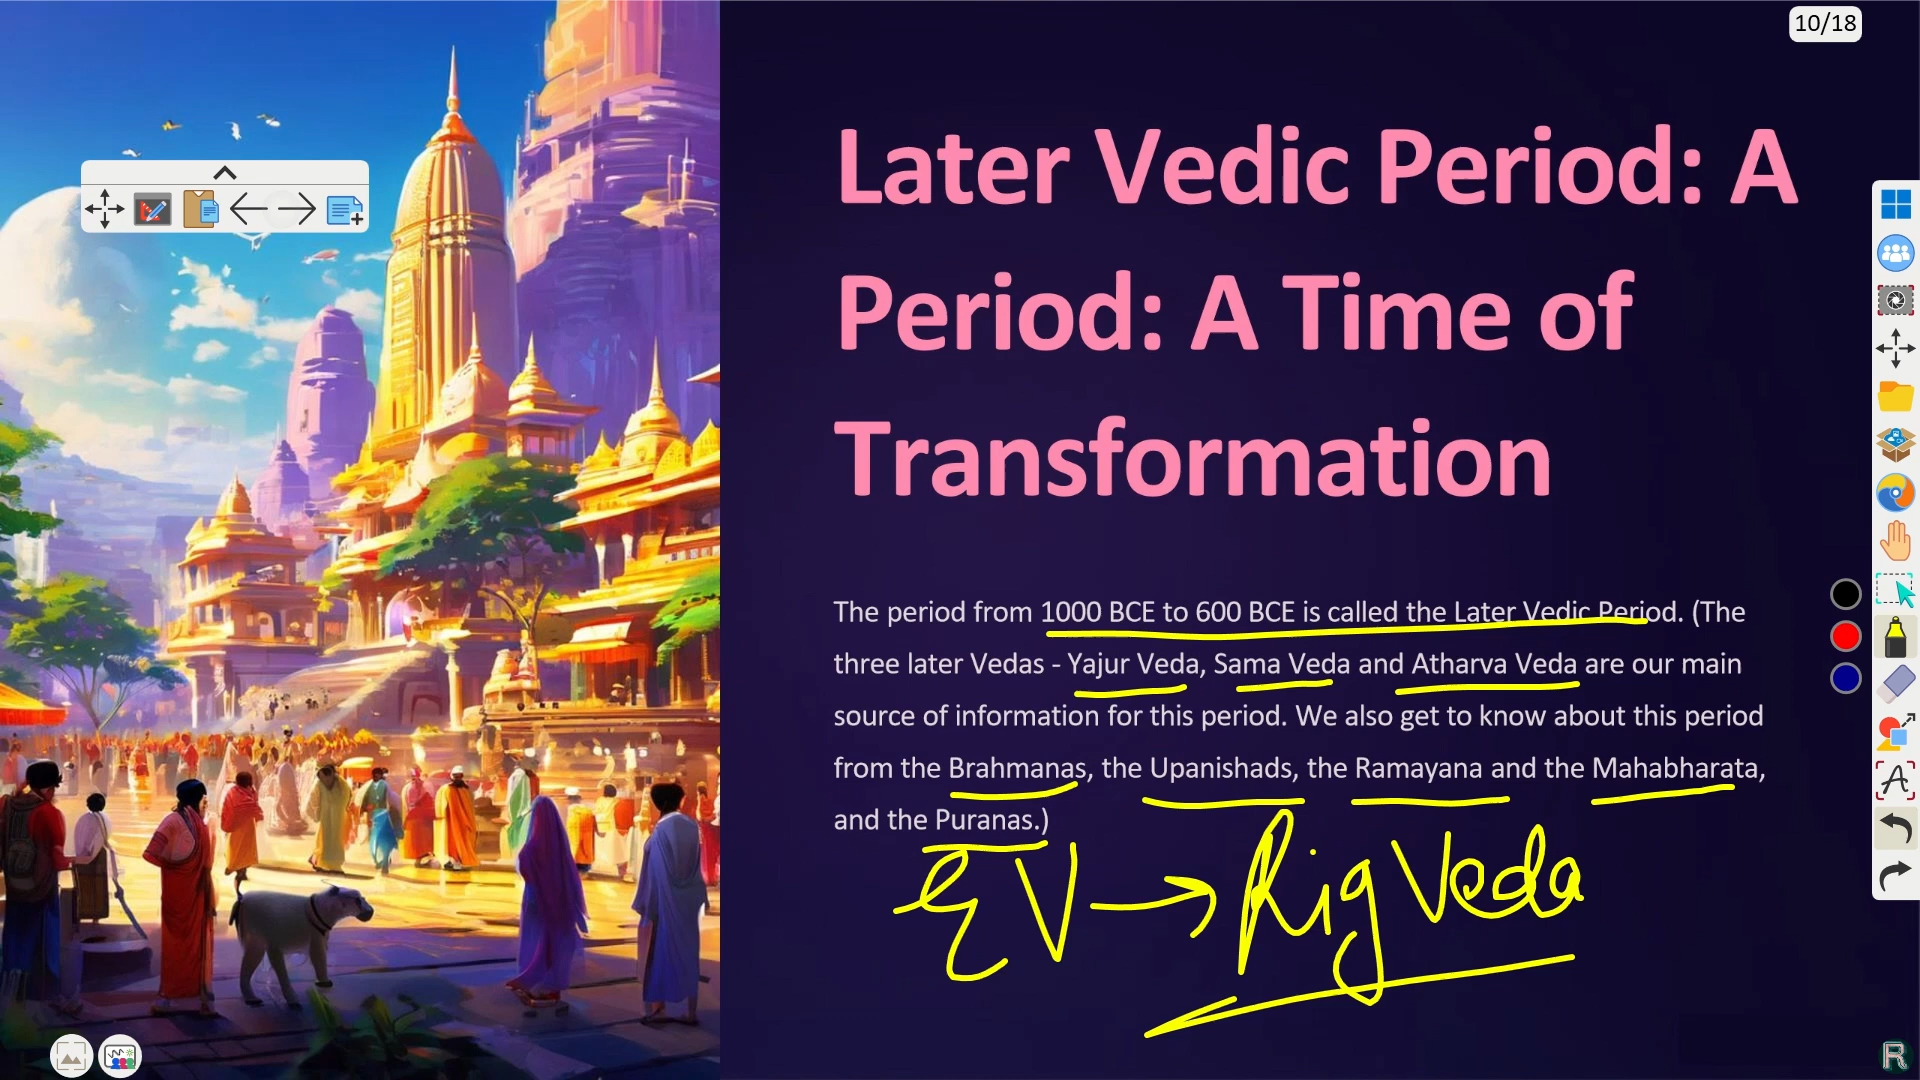 10/18
Later Vedic Period: A
Period: A Time of
Transformation
The period from 1000 BCE to 600 BCE is called the Later Vedic Period. (The
three later Vedas - Yajur Veda, Sama Veda and Atharva Veda are our main
source of information for this period. We also get to know about this period
from the Brahmanas, the Upanishads, the Ramayana and the Mahabharata,
and the Puranas.)
EV → Rig Veda
R